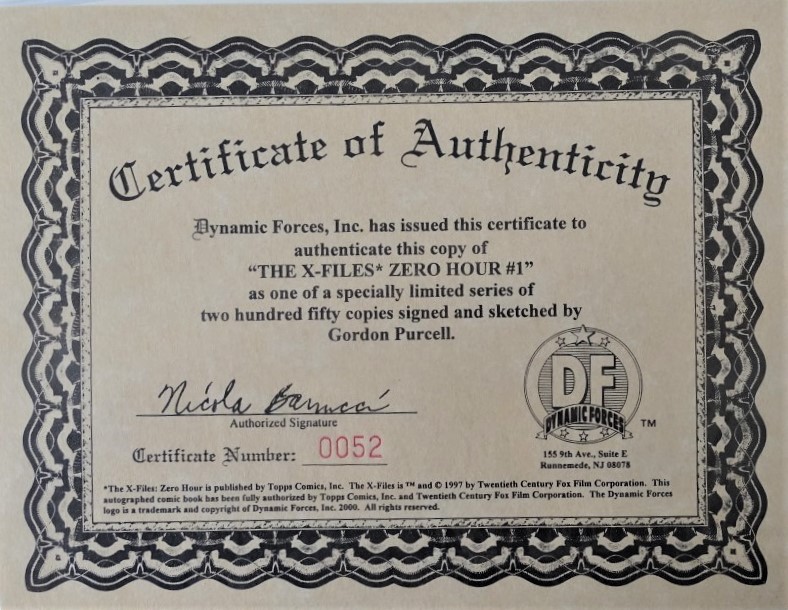 Certificate of Authenticity
Dynamic Forces, Inc. has issued this certificate to
authenticate this copy of
“THE X-FILES* ZERO HOUR #1”
as one of a specially limited series of
two hundred fifty copies signed and sketched by
Gordon Purcell.
Nicola Barrucci
Authorized Signature
Certificate Number: 0052
DF
DYNAMIC FORCES
TM
155 9th Ave., Suite E
Runnemede, NJ 08078
*The X-Files: Zero Hour is published by Topps Comics, Inc. The X-Files is ™ and © 1997 by Twentieth Century Fox Film Corporation. This
autographed comic book has been fully authorized by Topps Comics, Inc. and Twentieth Century Fox Film Corporation. The Dynamic Forces
logo is a trademark and copyright of Dynamic Forces, Inc. 2000. All rights reserved.